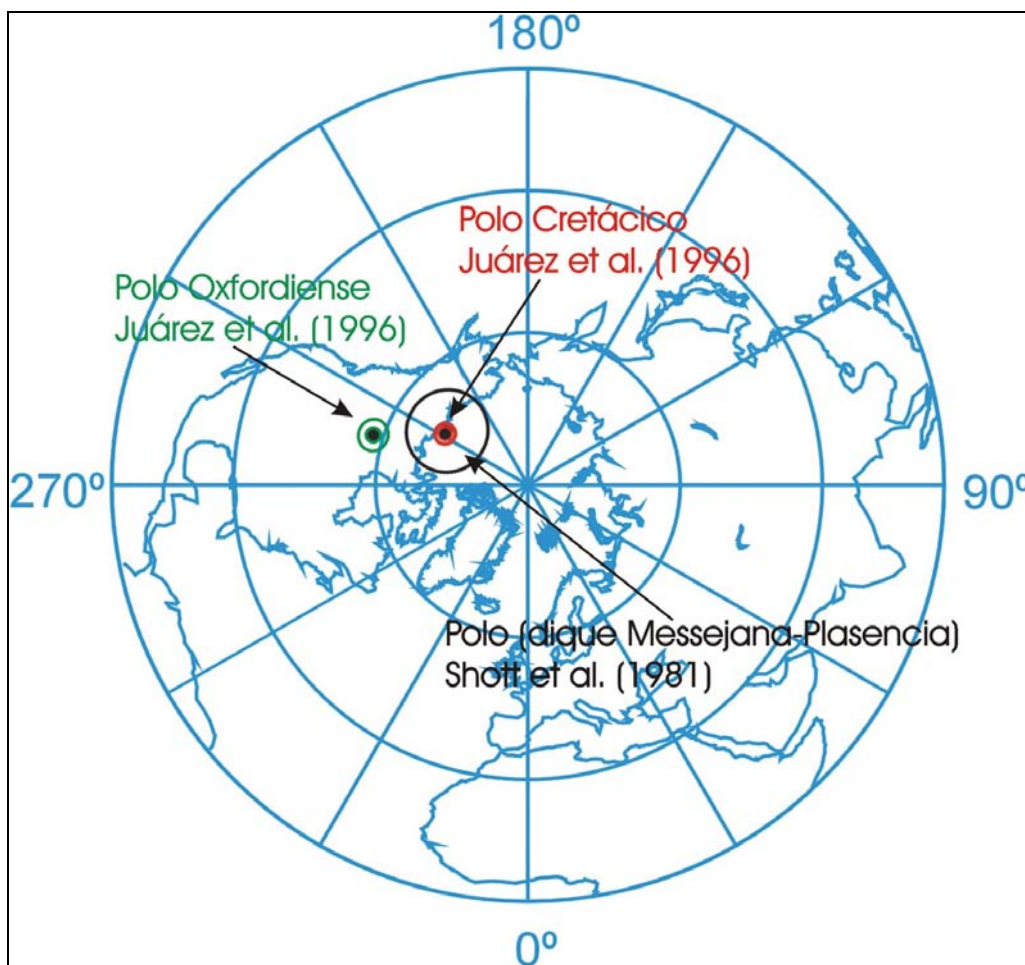 180º
Polo Cretácico
Juárez et al. (1996)
Polo Oxfordiense
Juárez et al. (1996)
270º
90º
Polo (dique Messejana-Plasencia)
Shott et al. (1981)
0º